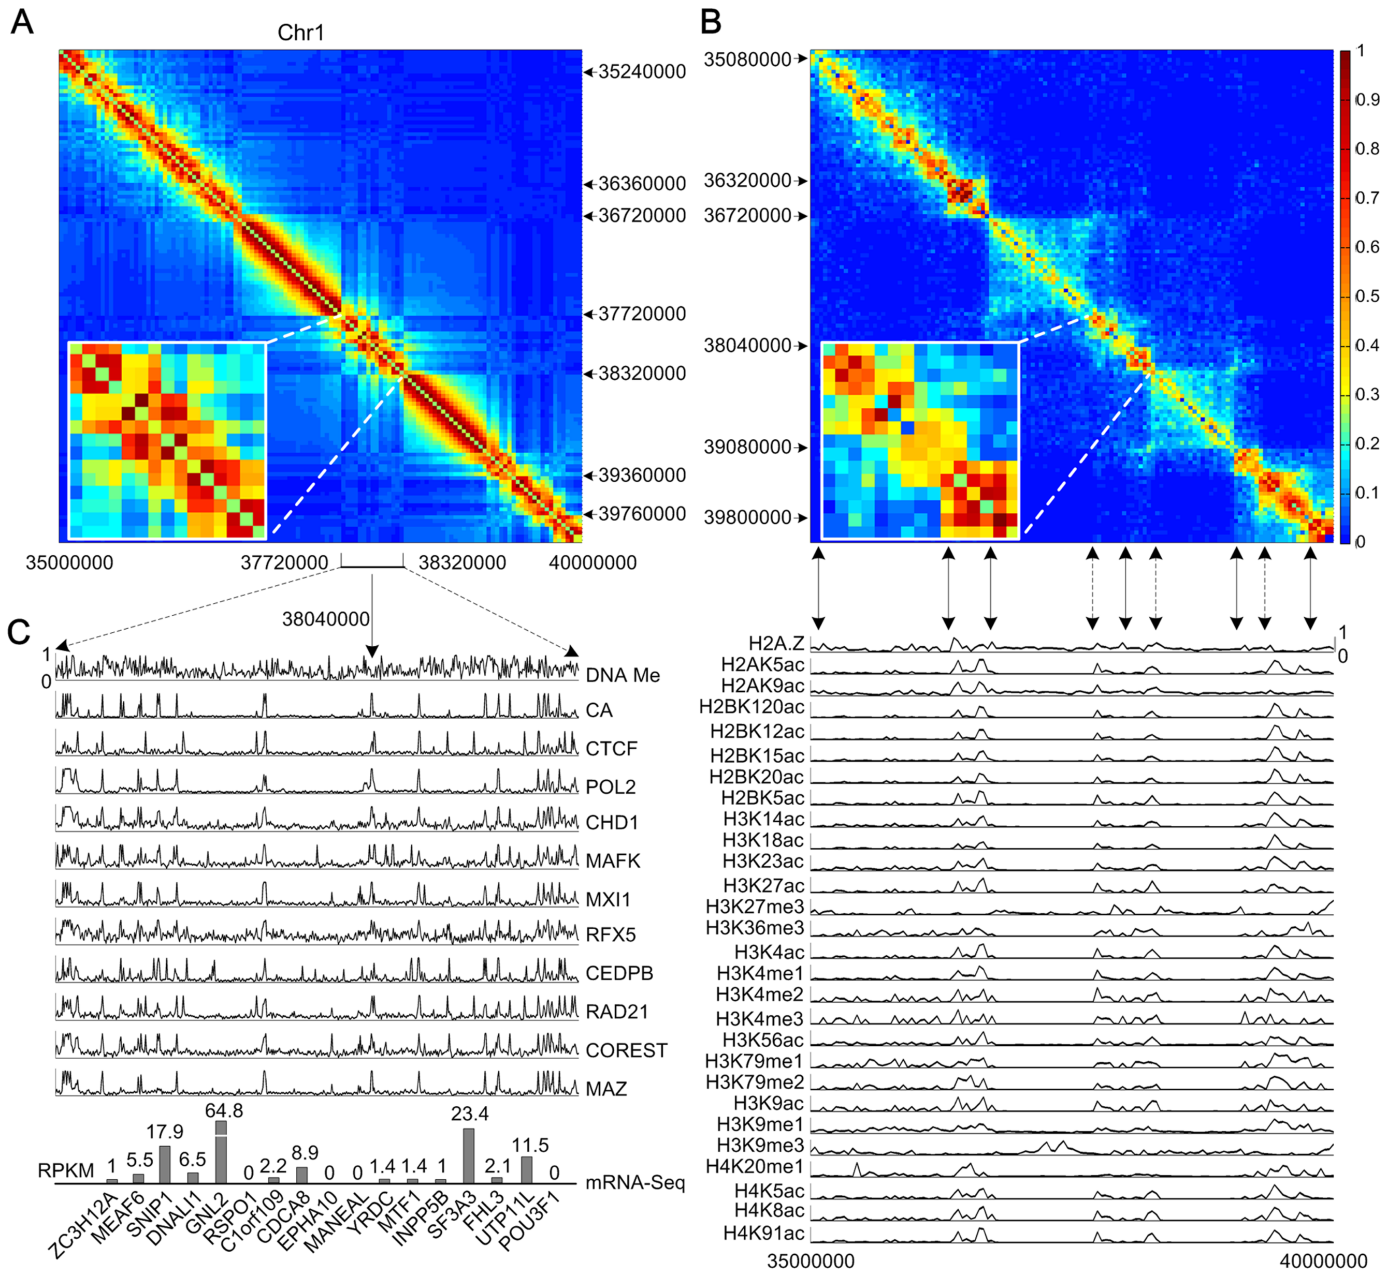 A
Chr1
35240000
36360000
36720000
37720000
38320000
39360000
39760000
35000000
37720000
38320000
40000000
B
35080000
36320000
36720000
38040000
39080000
39800000
1
0.9
0.8
0.7
0.6
0.5
0.4
0.3
0.2
0.1
0
C
38040000
1
0
DNA Me
CA
CTCF
POL2
CHD1
MAFK
MXI1
RFX5
CEDPB
RAD21
COREST
MAZ
RPKM
1
5.5
17.9
6.5
64.8
0
2.2
8.9
0
0
1.4
1.4
1
23.4
2.1
11.5
0
mRNA-Seq
ZC3H12A
MEAF6
SNIP1
DNALI1
GNL2
RSPO1
C1orf109
CDCA8
EPHA10
MANEAL
YRDC
MTF1
INPP5B
SF3A3
FHL3
UTP11L
POU3F1
1
0
H2A.Z
H2AK5ac
H2AK9ac
H2BK120ac
H2BK12ac
H2BK15ac
H2BK20ac
H2BK5ac
H3K14ac
H3K18ac
H3K23ac
H3K27ac
H3K27me3
H3K36me3
H3K4ac
H3K4me1
H3K4me2
H3K4me3
H3K56ac
H3K79me1
H3K79me2
H3K9ac
H3K9me1
H3K9me3
H4K20me1
H4K5ac
H4K8ac
H4K91ac
35000000
40000000